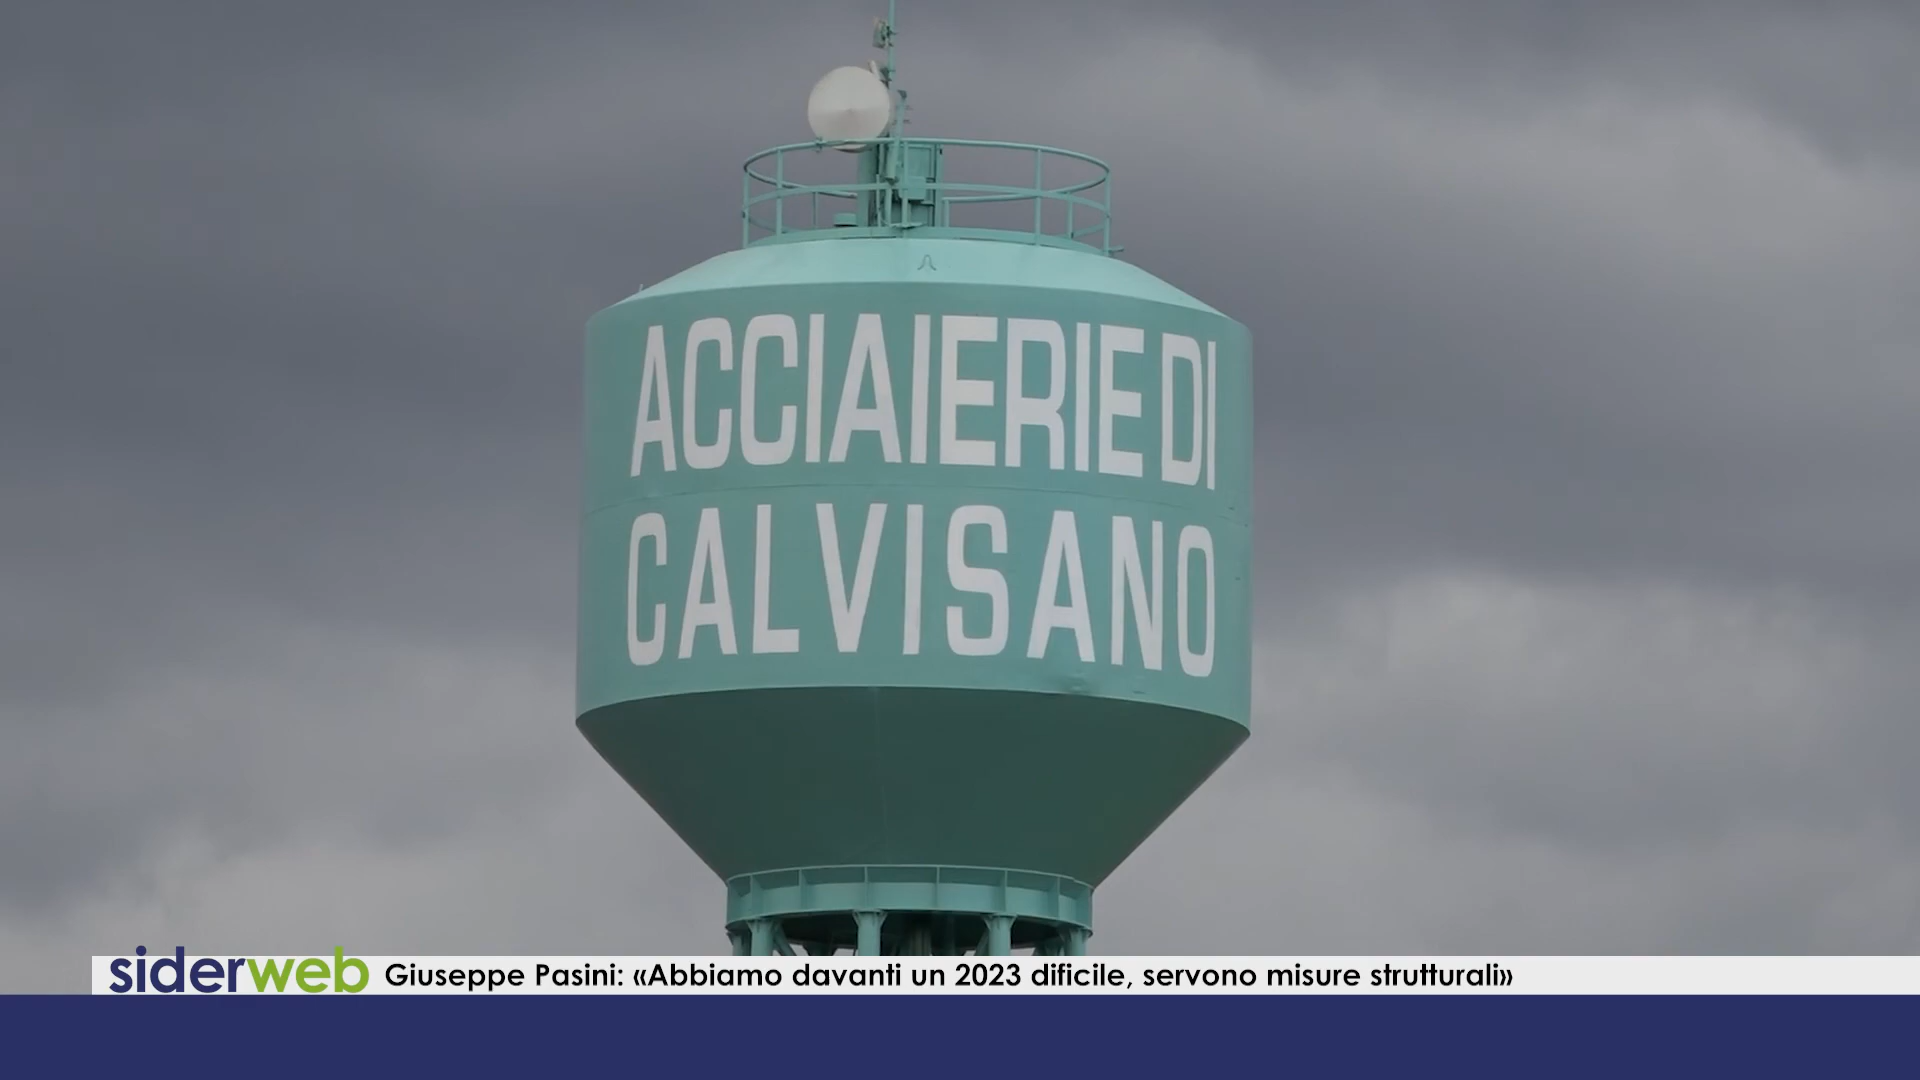 ACCIAIERIE DI
CALVISANO
siderweb Giuseppe Pasini: «Abbiamo davanti un 2023 dificile, servono misure strutturali»